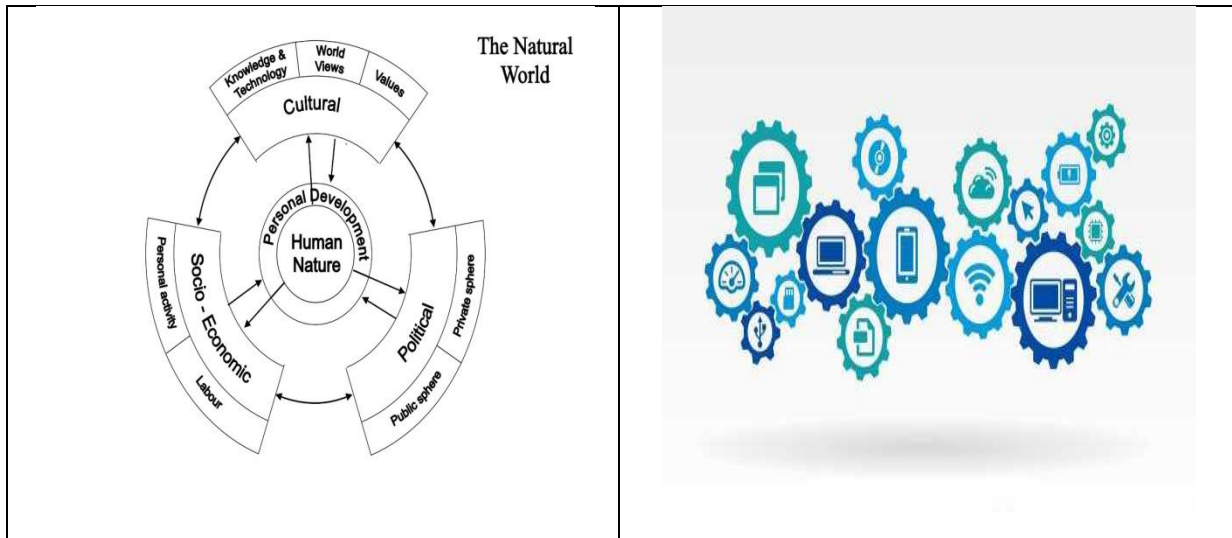 The Natural
World
Knowledge &
Technology
World
Views
Values
Cultural
Personal Development
Human
Nature
Socio - Economic
Personal activity
Labour
Political
Private sphere
Public sphere